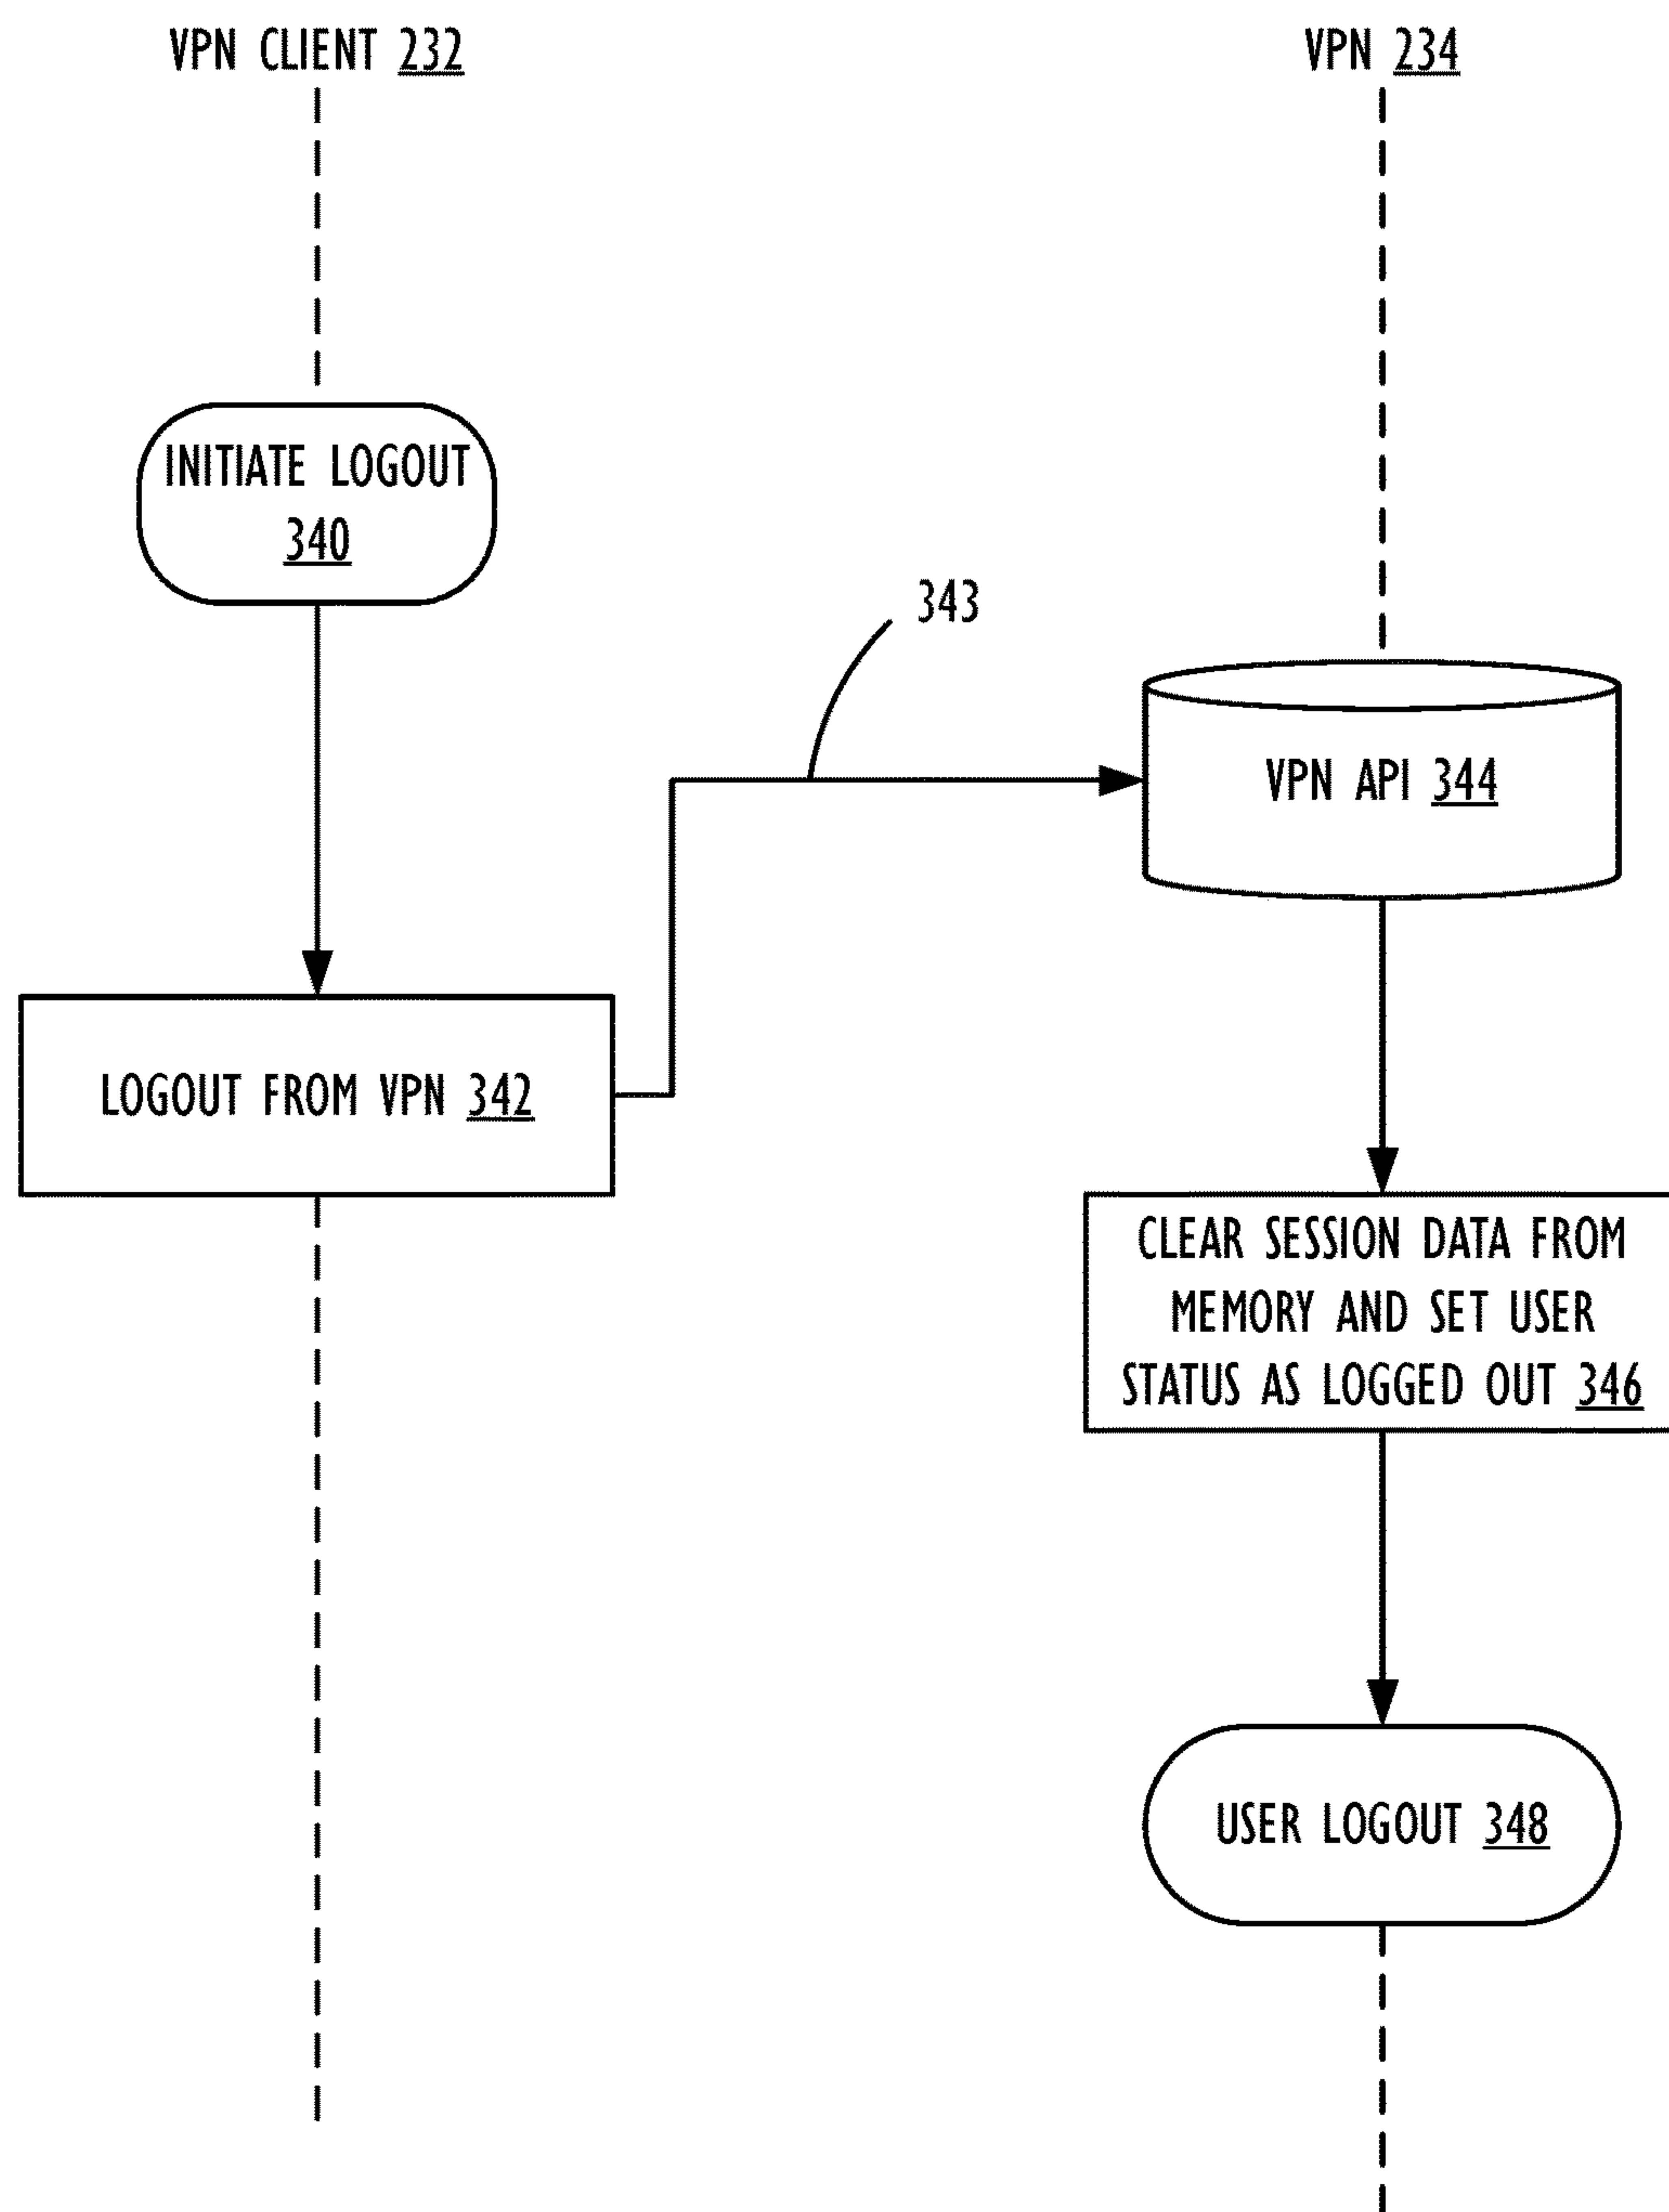 VPN CLIENT 232
VPN 234
INITIATE LOGOUT
340
343
VPN API 344
LOGOUT FROM VPN 342
CLEAR SESSION DATA FROM
MEMORY AND SET USER
STATUS AS LOGGED OUT 346
USER LOGOUT 348